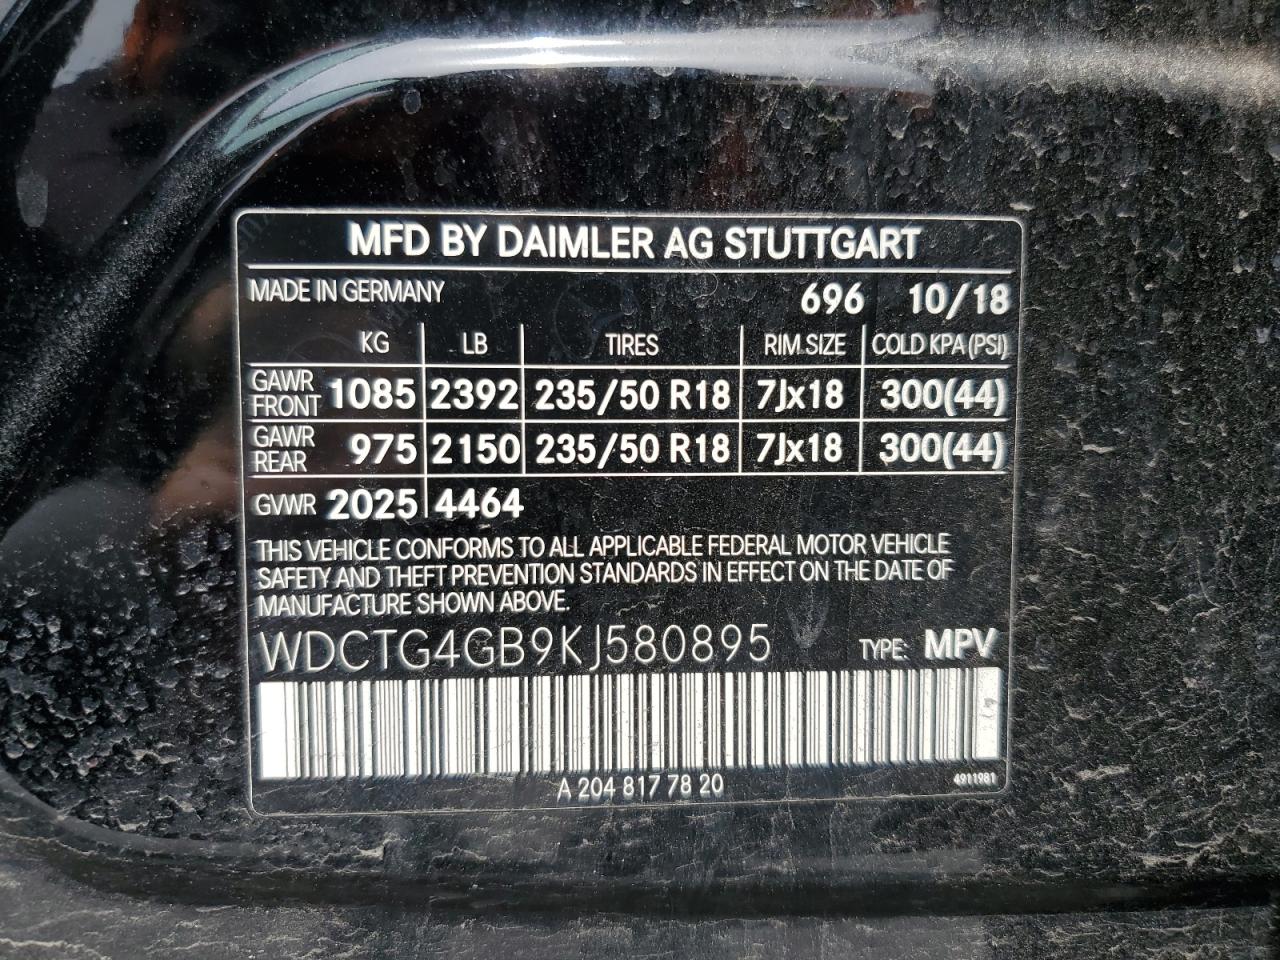 MFD BY DAIMLER AG STUTTGART
MADE IN GERMANY 696 10/18
KG LB TIRES RIM SIZE COLD KPA (PSI)
GAWR FRONT 1085 2392 235/50 R18 7Jx18 300(44)
GAWR REAR 975 2150 235/50 R18 7Jx18 300(44)
GVWR 2025 4464
THIS VEHICLE CONFORMS TO ALL APPLICABLE FEDERAL MOTOR VEHICLE
SAFETY AND THEFT PREVENTION STANDARDS IN EFFECT ON THE DATE OF
MANUFACTURE SHOWN ABOVE.
WDCTG4GB9KJ580895 TYPE: MPV
A 204 817 78 20 4911981